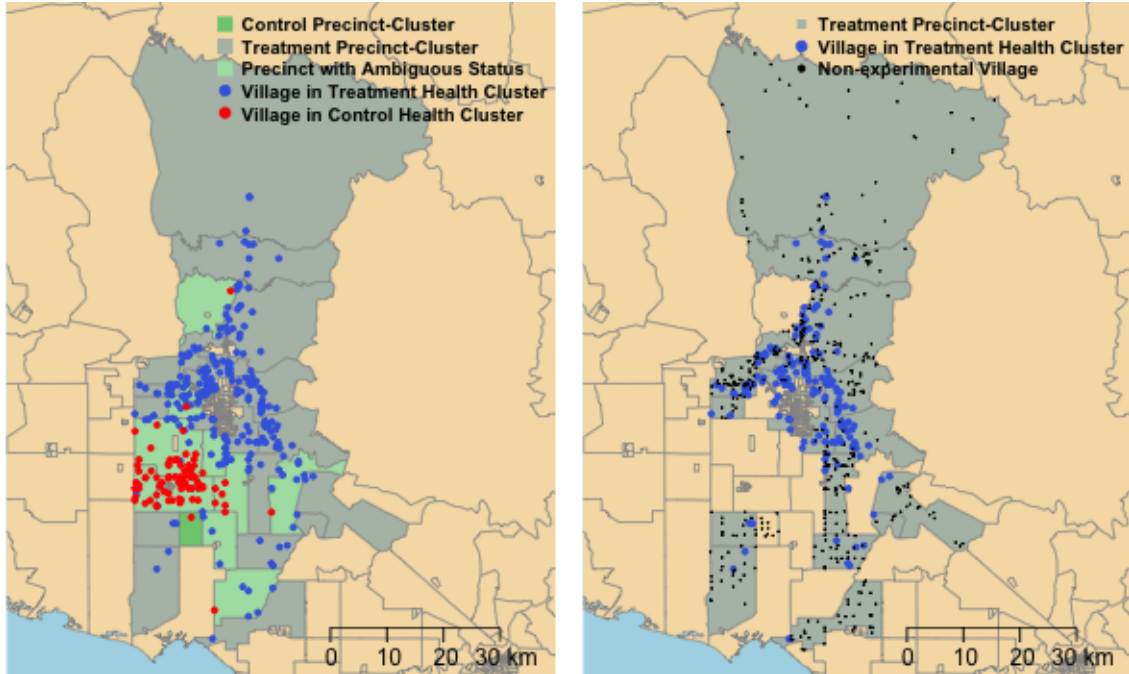 Control Precinct-Cluster
Treatment Precinct-Cluster
Precinct with Ambiguous Status
Village in Treatment Health Cluster
Village in Control Health Cluster
0 10 20 30 km
Treatment Precinct-Cluster
Village in Treatment Health Cluster
Non-experimental Village
0 10 20 30 km